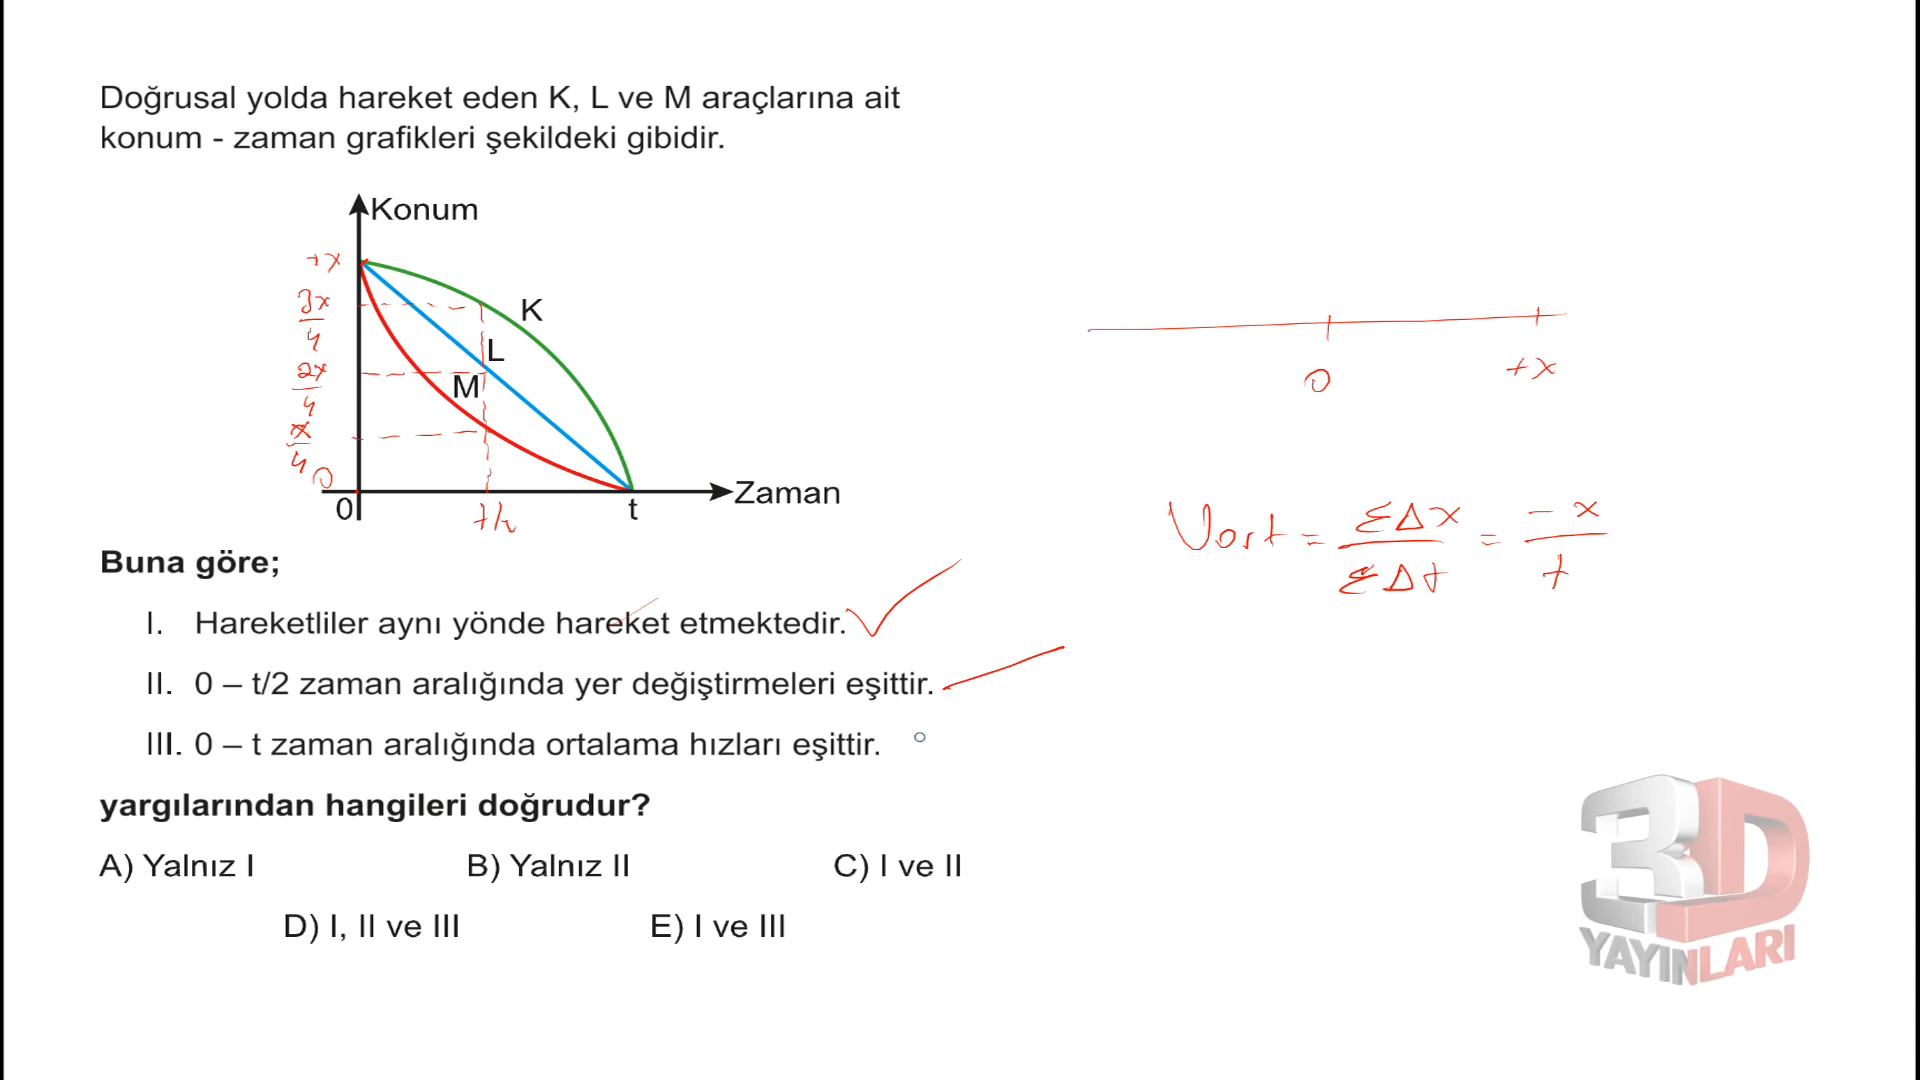 Doğrusal yolda hareket eden K, L ve M araçlarına ait
konum - zaman grafikleri şekildeki gibidir.
Konum
+x
3x/4
K
L
2x/4
M
x/4
0
0
t/2
t
Zaman
0
+x
Vort = ΣΔx/ΣΔt = -x/t
Buna göre;
I. Hareketliler aynı yönde hareket etmektedir.
II. 0 – t/2 zaman aralığında yer değiştirmeleri eşittir.
III. 0 – t zaman aralığında ortalama hızları eşittir.
yargılarından hangileri doğrudur?
A) Yalnız I B) Yalnız II C) I ve II
D) I, II ve III E) I ve III
3D
YAYINLARI